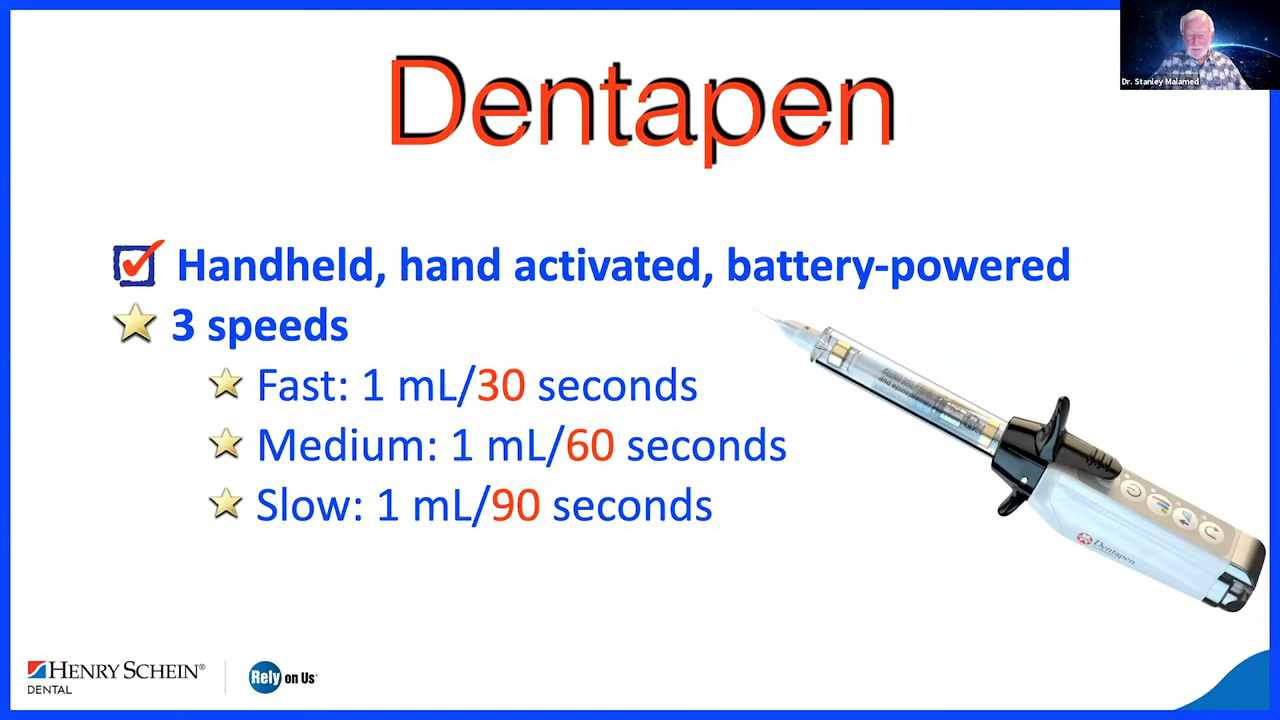 Dentapen
Dr. Stanley Malamed
Handheld, hand activated, battery-powered
3 speeds
Fast: 1 mL/30 seconds
Medium: 1 mL/60 seconds
Slow: 1 mL/90 seconds
Dentapen
HENRY SCHEIN®
DENTAL
Rely on Us™